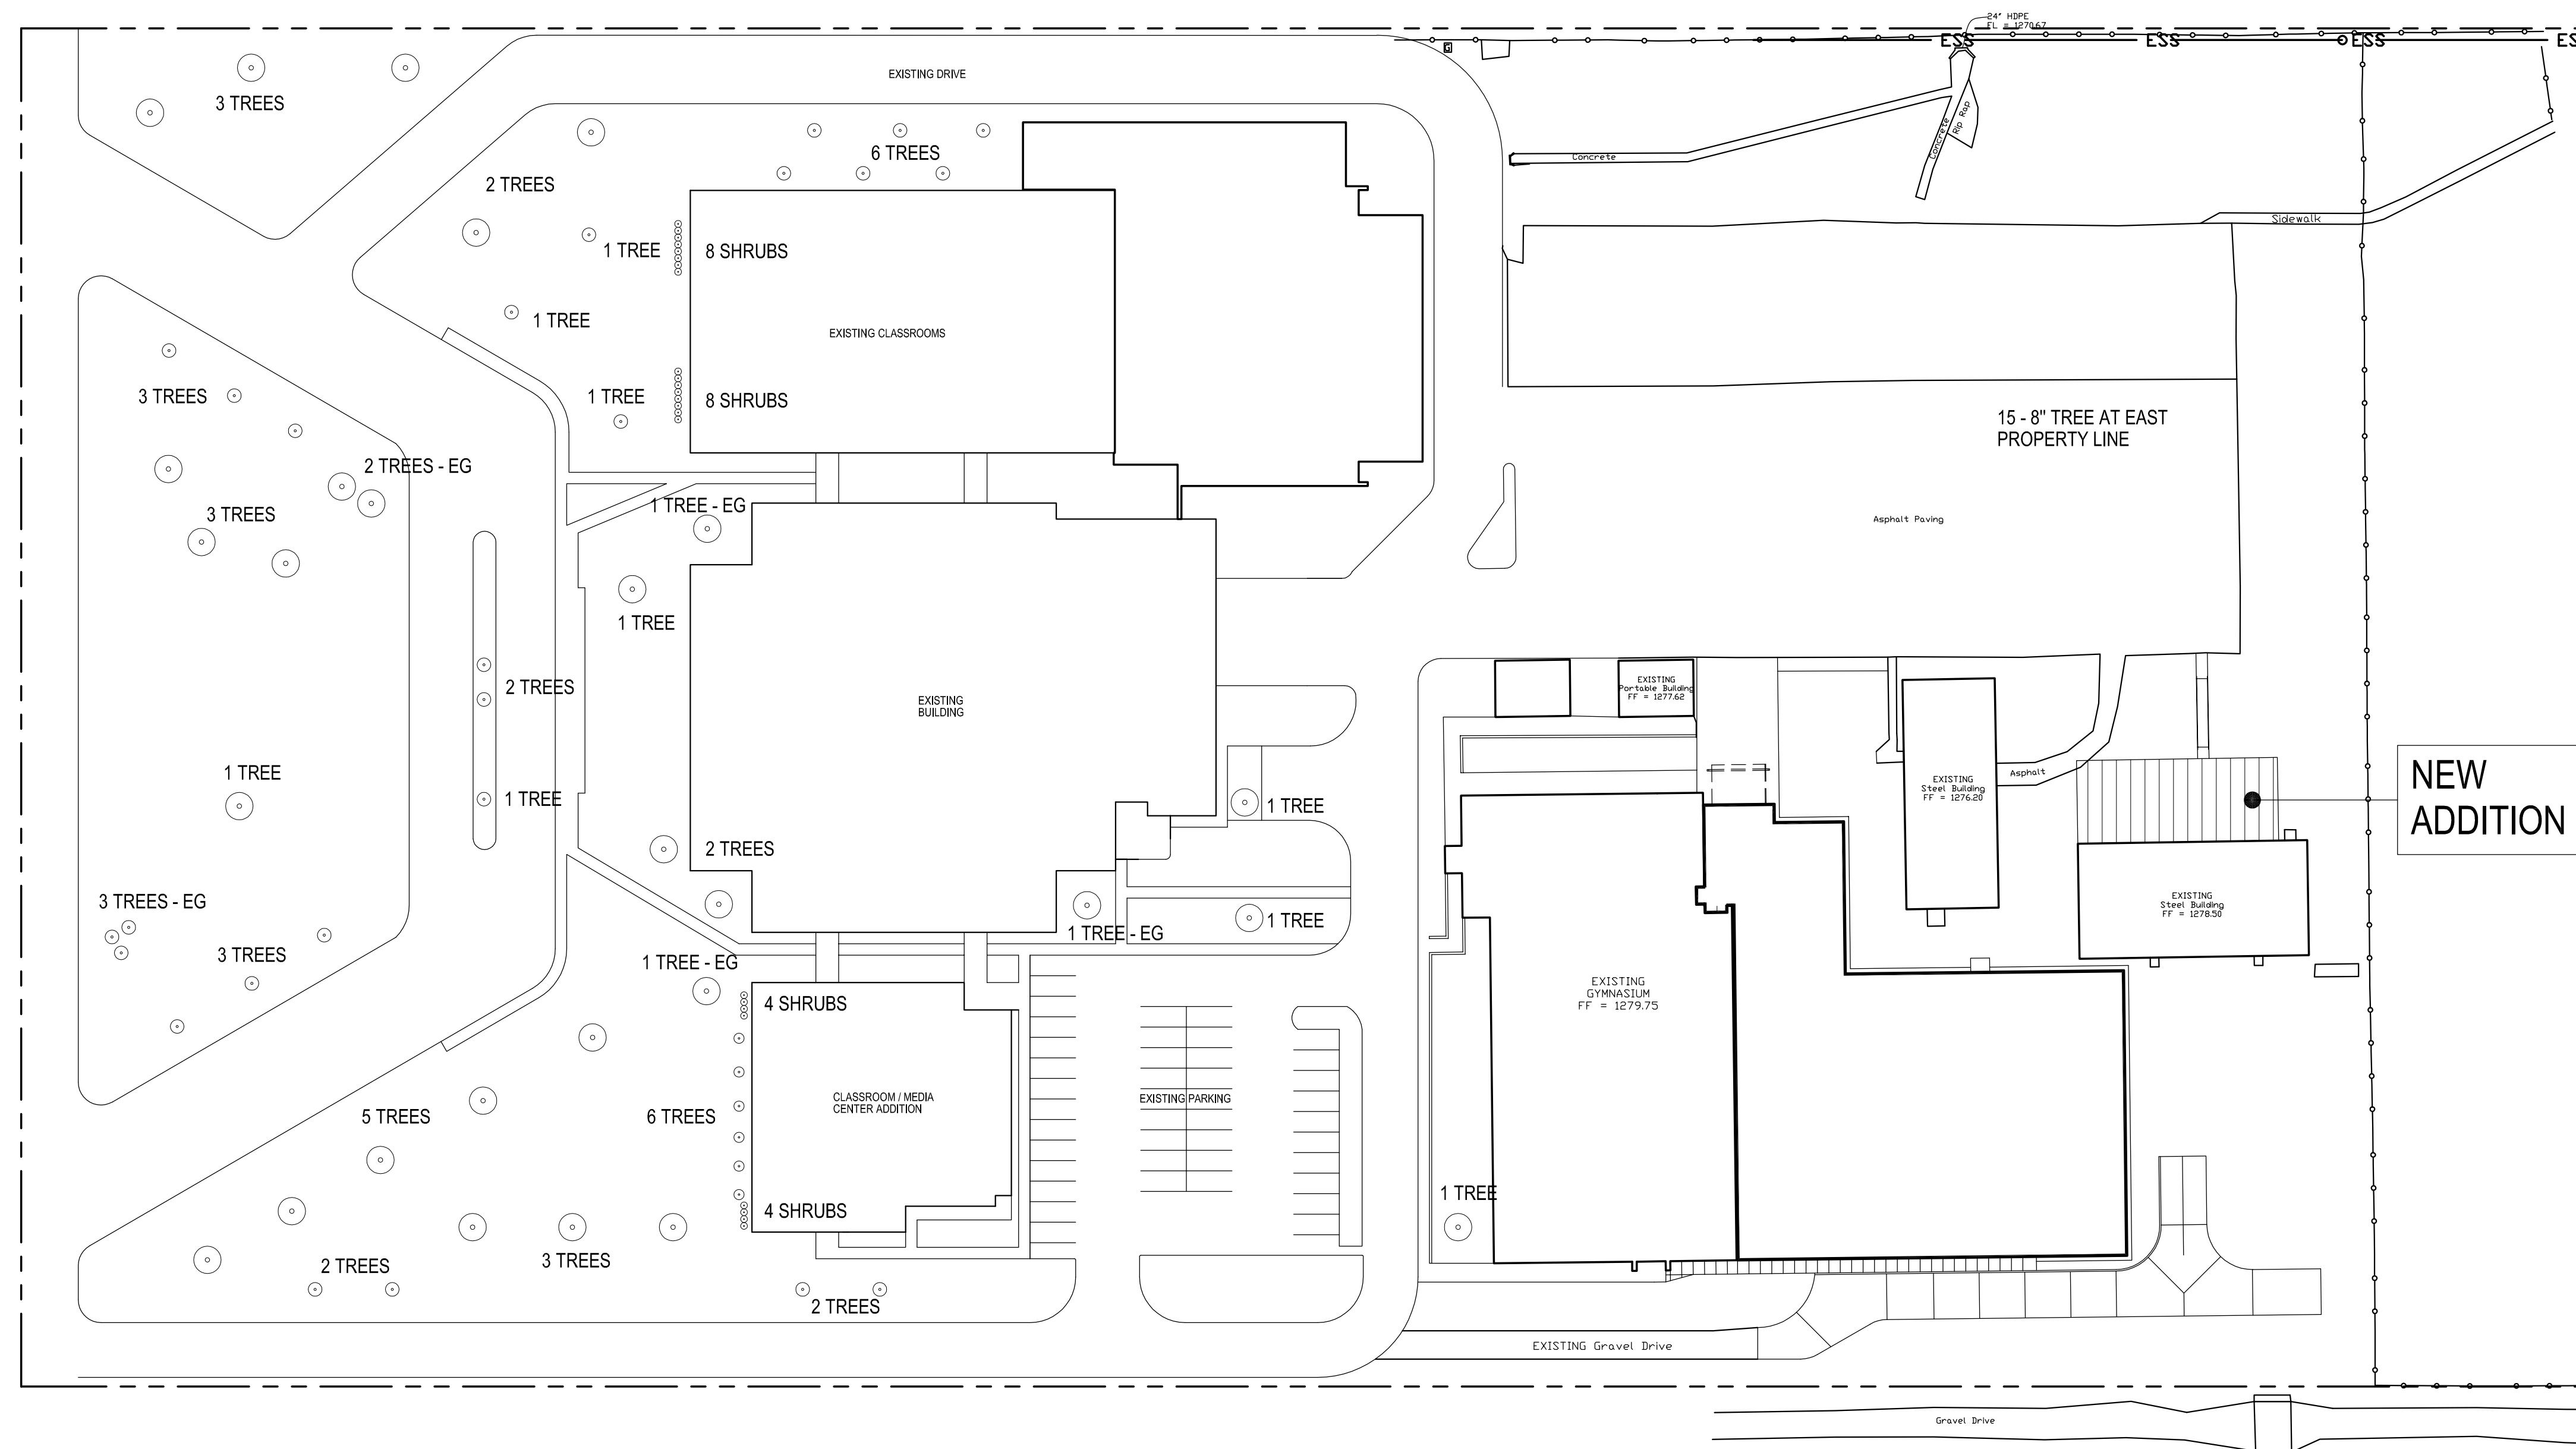 24" HDPE
EL = 1270.67
G
ESS
ESS
ESS
ES
EXISTING DRIVE
3 TREES
6 TREES
2 TREES
Concrete
Concrete
Rip Rap
Sidewalk
1 TREE
8 SHRUBS
1 TREE
EXISTING CLASSROOMS
3 TREES
1 TREE
8 SHRUBS
15 - 8" TREE AT EAST
PROPERTY LINE
2 TREES - EG
1 TREE - EG
3 TREES
Asphalt Paving
1 TREE
2 TREES
EXISTING
BUILDING
EXISTING
Portable Building
FF = 1277.62
1 TREE
1 TREE
1 TREE
EXISTING
Steel Building
FF = 1276.20
Asphalt
NEW
ADDITION
2 TREES
3 TREES - EG
1 TREE - EG
1 TREE
EXISTING
Steel Building
FF = 1278.50
3 TREES
1 TREE - EG
4 SHRUBS
EXISTING
GYMNASIUM
FF = 1279.75
5 TREES
6 TREES
CLASSROOM / MEDIA
CENTER ADDITION
EXISTING PARKING
4 SHRUBS
1 TREE
2 TREES
3 TREES
2 TREES
EXISTING Gravel Drive
Gravel Drive